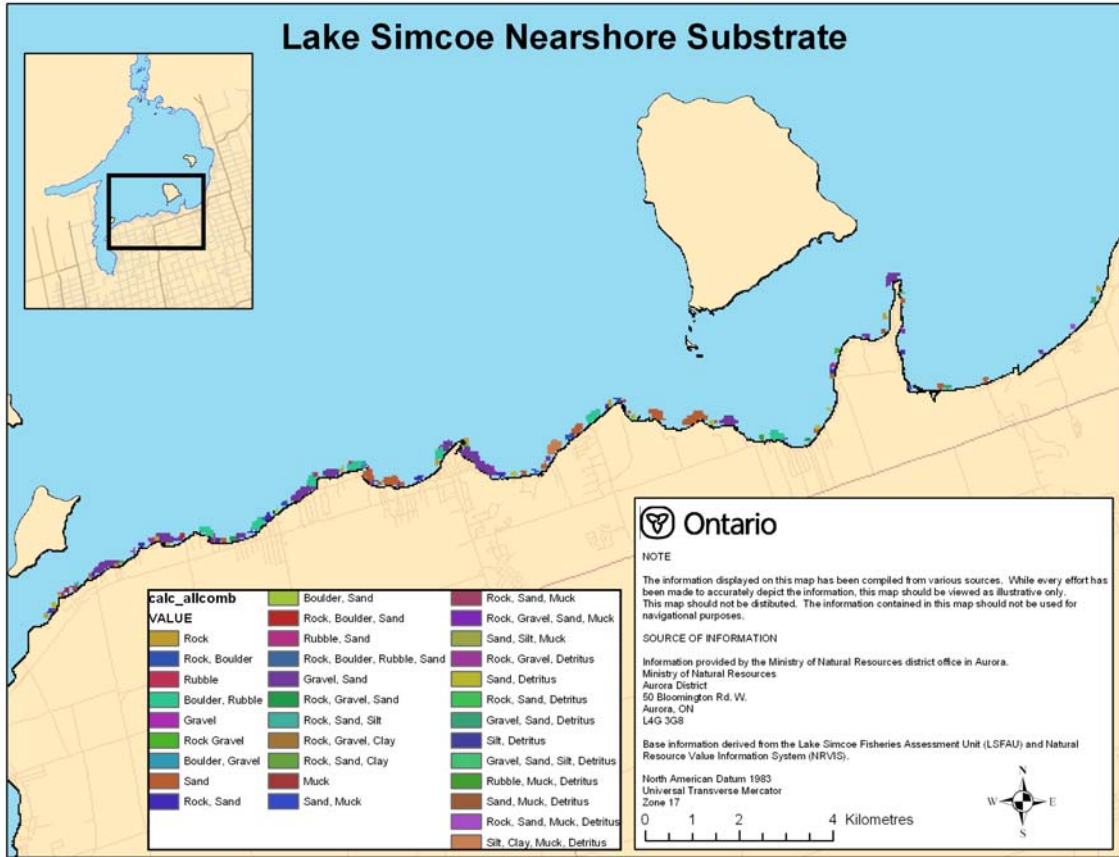 Lake Simcoe Nearshore Substrate
calc_allcomb
VALUE
Rock
Rock, Boulder
Rubble
Boulder, Rubble
Gravel
Rock Gravel
Boulder, Gravel
Sand
Rock, Sand
Boulder, Sand
Rock, Boulder, Sand
Rubble, Sand
Rock, Boulder, Rubble, Sand
Gravel, Sand
Rock, Gravel, Sand
Rock, Sand, Silt
Rock, Gravel, Clay
Rock, Sand, Clay
Muck
Sand, Muck
Rock, Sand, Muck
Rock, Gravel, Sand, Muck
Sand, Silt, Muck
Rock, Gravel, Detritus
Sand, Detritus
Rock, Sand, Detritus
Gravel, Sand, Detritus
Silt, Detritus
Gravel, Sand, Silt, Detritus
Rubble, Muck, Detritus
Sand, Muck, Detritus
Rock, Sand, Muck, Detritus
Silt, Clay, Muck, Detritus
Ontario
NOTE
The information displayed on this map has been compiled from various sources. While every effort has
been made to accurately depict the information, this map should be viewed as illustrative only.
This map should not be distibuted. The information contained in this map should not be used for
navigational purposes.
SOURCE OF INFORMATION
Information provided by the Ministry of Natural Resources district office in Aurora.
Ministry of Natural Resources
Aurora District
50 Bloomington Rd. W.
Aurora, ON
L4G 3G8
Base information derived from the Lake Simcoe Fisheries Assessment Unit (LSFAU) and Natural
Resource Value Information System (NRVIS).
North American Datum 1983
Universal Transverse Mercator
Zone 17
0 1 2 4 Kilometres
N
W E
S